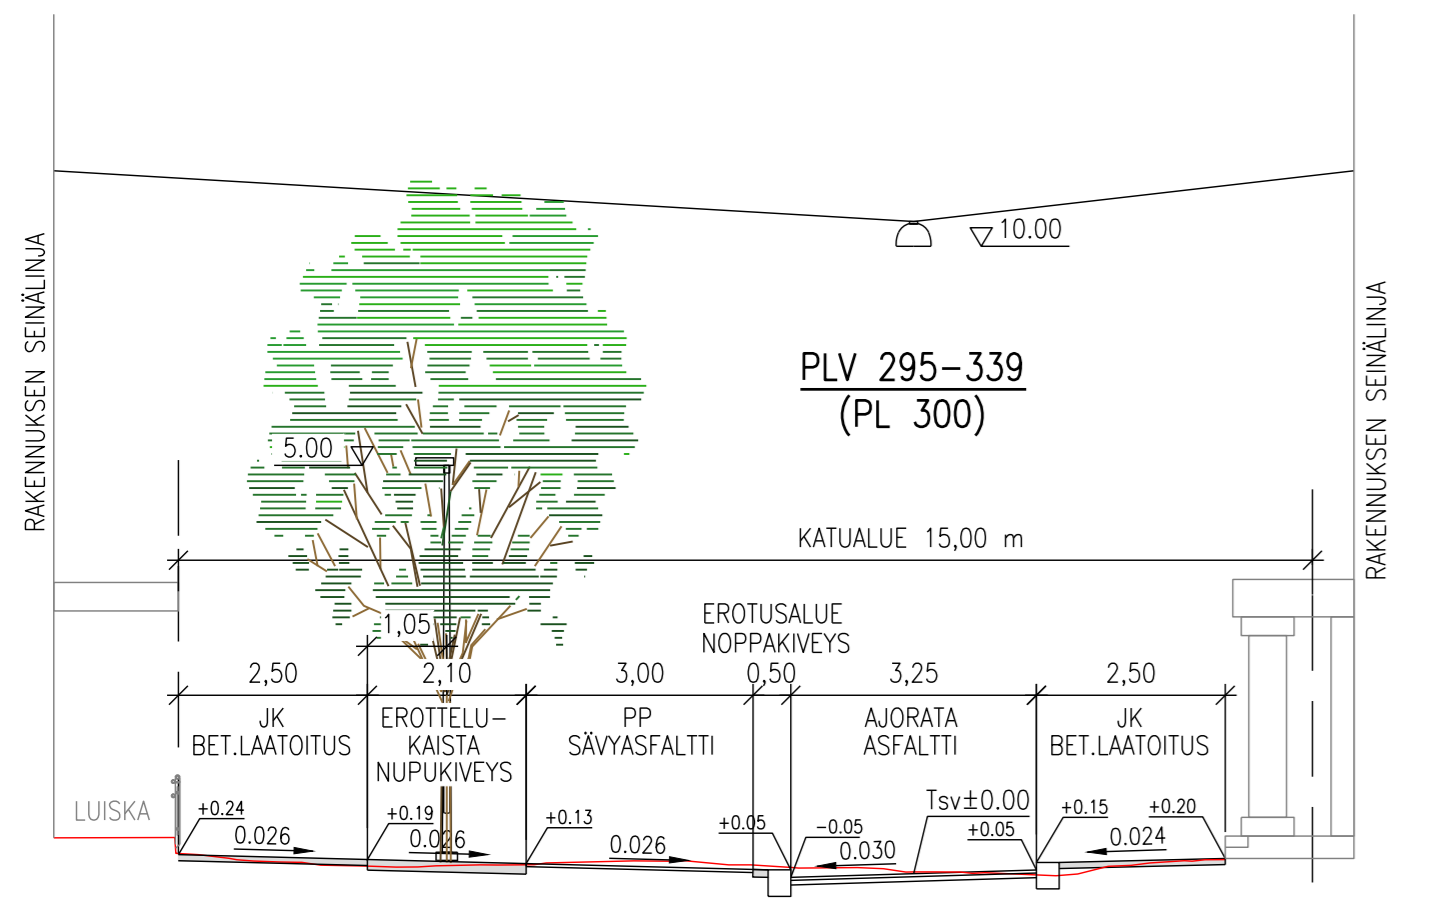 10.00
RAKENNUKSEN SEINÄLINJA
RAKENNUKSEN SEINÄLINJA
PLV 295-339
(PL 300)
5.00
KATUALUE 15,00 m
EROTUSALUE
NOPPAKIVEYS
1,05
2,50
2,10
3,00
0,50
3,25
2,50
JK
BET.LAATOITUS
EROTTELU-
KAISTA
NUPUKIVEYS
PP
SÄVYASFALTTI
AJORATA
ASFALTTI
JK
BET.LAATOITUS
LUISKA
+0.24
0.026
+0.19
0.026
+0.13
0.026
+0.05
-0.05
0.030
Tsv±0.00
+0.05
+0.15
+0.20
0.024